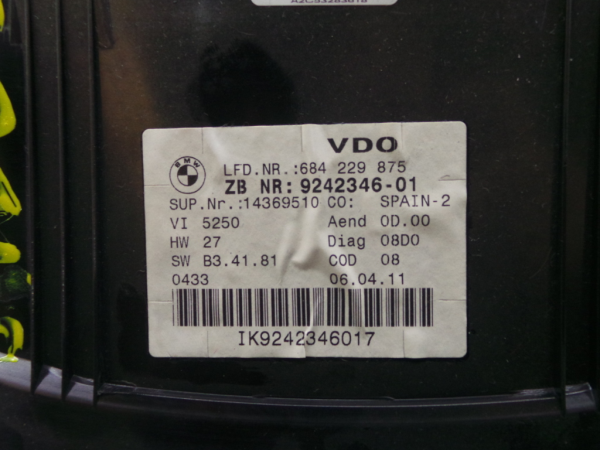 VDO
BMW
LFD.NR.:684 229 875
ZB NR: 9242346-01
SUP.Nr.:14369510 CO: SPAIN-2
VI 5250 Aend 0D.00
HW 27 Diag 08D0
SW B3.41.81 COD 08
0433 06.04.11
IK9242346017